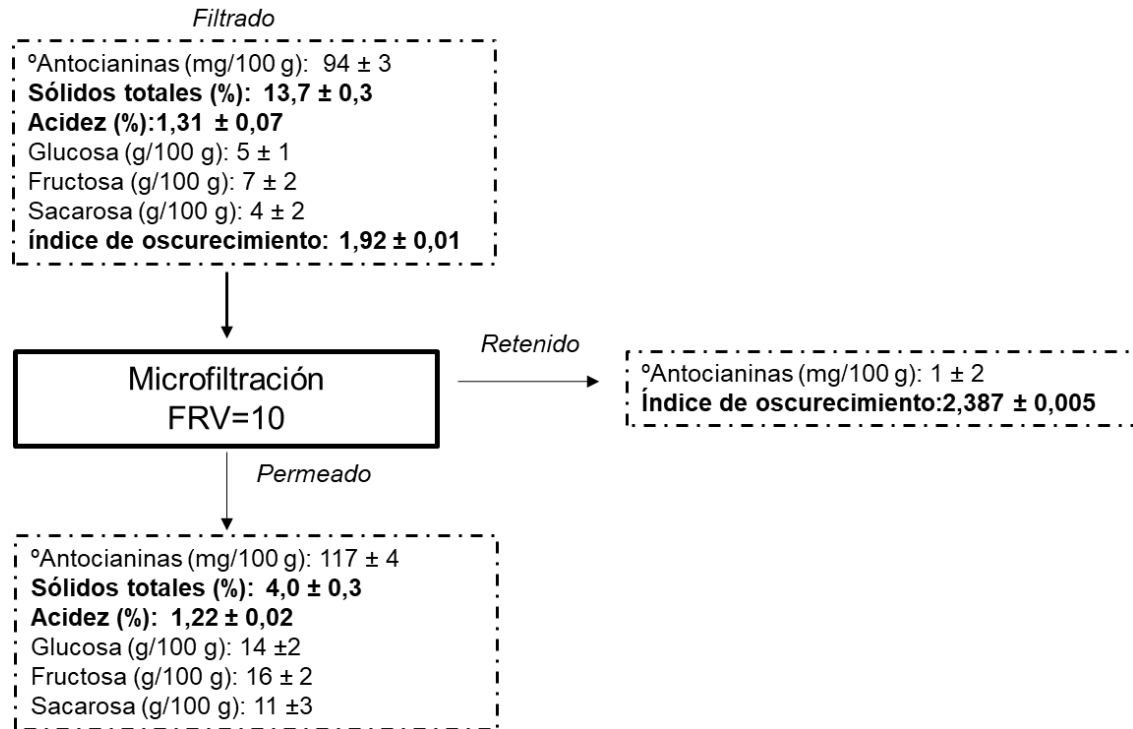 Filtrado
ºAntocianinas (mg/100 g): 94 ± 3
Sólidos totales (%): 13,7 ± 0,3
Acidez (%):1,31 ± 0,07
Glucosa (g/100 g): 5 ± 1
Fructosa (g/100 g): 7 ± 2
Sacarosa (g/100 g): 4 ± 2
índice de oscurecimiento: 1,92 ± 0,01
Microfiltración
FRV=10
Retenido
ºAntocianinas (mg/100 g): 1 ± 2
Índice de oscurecimiento:2,387 ± 0,005
Permeado
ºAntocianinas (mg/100 g): 117 ± 4
Sólidos totales (%): 4,0 ± 0,3
Acidez (%): 1,22 ± 0,02
Glucosa (g/100 g): 14 ±2
Fructosa (g/100 g): 16 ± 2
Sacarosa (g/100 g): 11 ±3